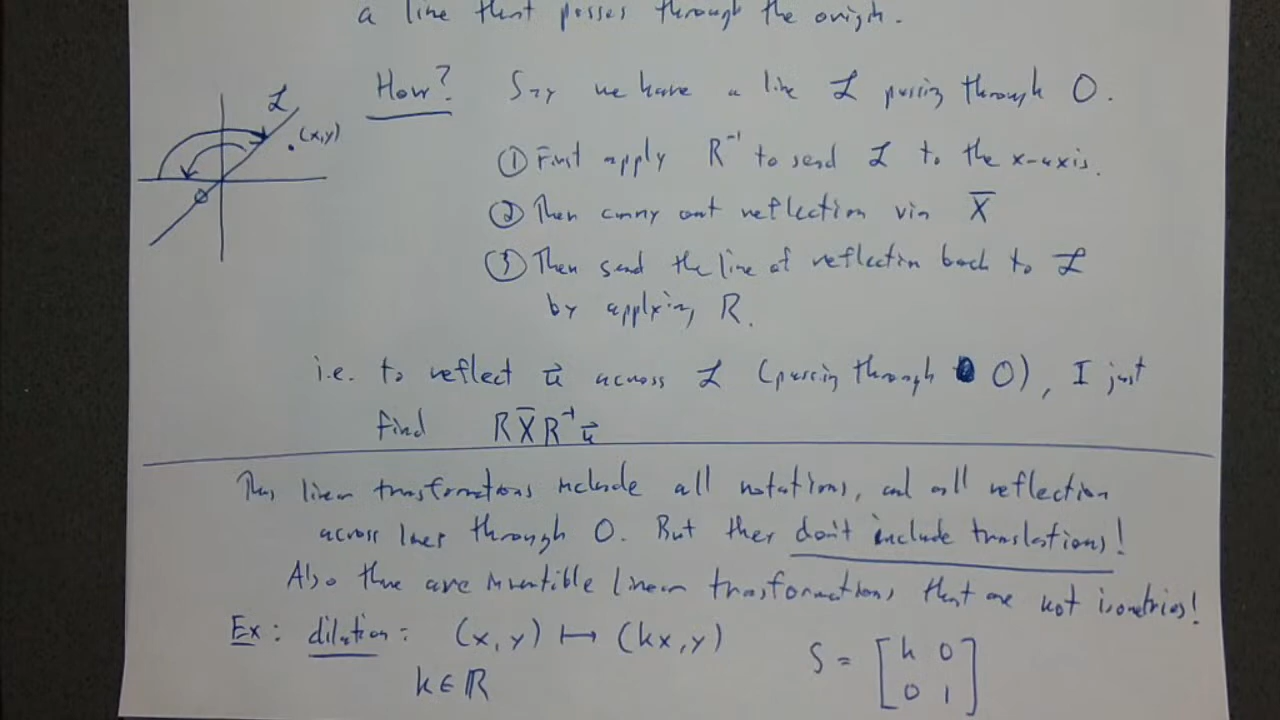 a line that passes through the origin.
How? Say we have a line L passing through O.
L
(x,y)
① First apply R⁻¹ to send L to the x-axis.
② Then carry out reflection via X̅
③ Then send the line of reflection back to L
by applying R.
i.e. to reflect u⃗ across L (passing through O), I just
find RX̅R⁻¹u⃗
Thus linear transformations include all rotations, and all reflection
across lines through O. But they don't include translations!
Also there are invertible linear transformations that are not isometries!
Ex: dilation: (x, y) ↦ (kx, y)
S = [k 0
k ∈ ℝ
0 1]